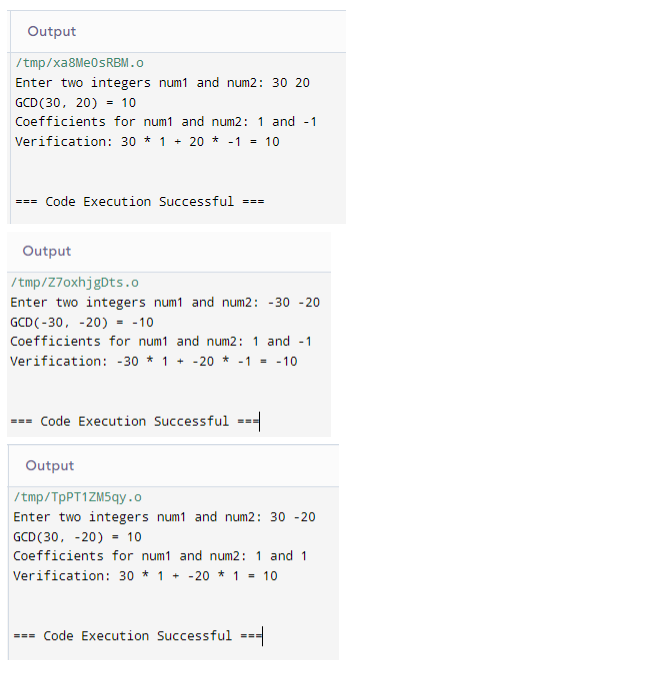 Output
/tmp/xa8Me0sRBM.o
Enter two integers num1 and num2: 30 20
GCD(30, 20) = 10
Coefficients for num1 and num2: 1 and -1
Verification: 30 * 1 + 20 * -1 = 10
=== Code Execution Successful ===
Output
/tmp/Z7oxhjgDts.o
Enter two integers num1 and num2: -30 -20
GCD(-30, -20) = -10
Coefficients for num1 and num2: 1 and -1
Verification: -30 * 1 + -20 * -1 = -10
=== Code Execution Successful ===
Output
/tmp/TpPT1ZM5qy.o
Enter two integers num1 and num2: 30 -20
GCD(30, -20) = 10
Coefficients for num1 and num2: 1 and 1
Verification: 30 * 1 + -20 * 1 = 10
=== Code Execution Successful ===